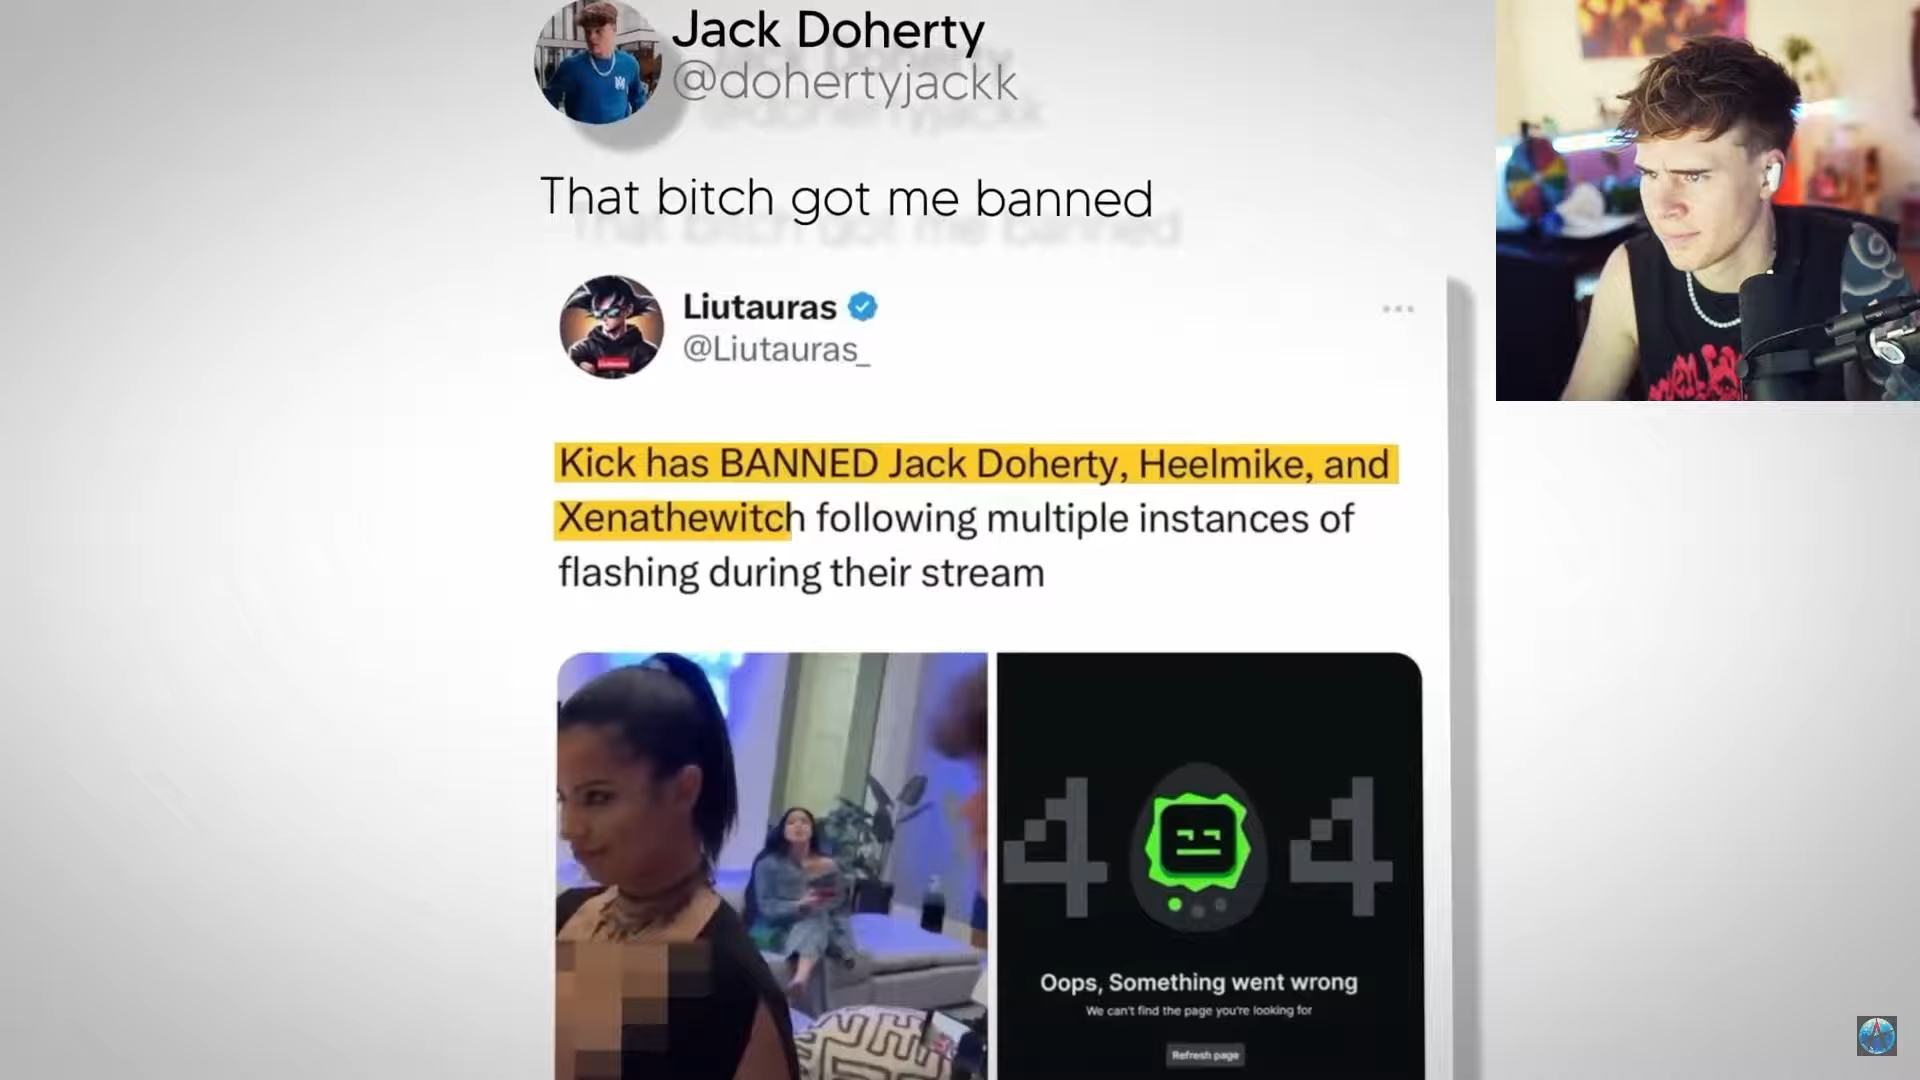 Jack Doherty
@dohertyjackk
That bitch got me banned
Liutauras
@Liutauras_
Kick has BANNED Jack Doherty, Heelmike, and
Xenathewitch following multiple instances of
flashing during their stream
4 4
Oops, Something went wrong
We can't find the page you're looking for
Refresh page